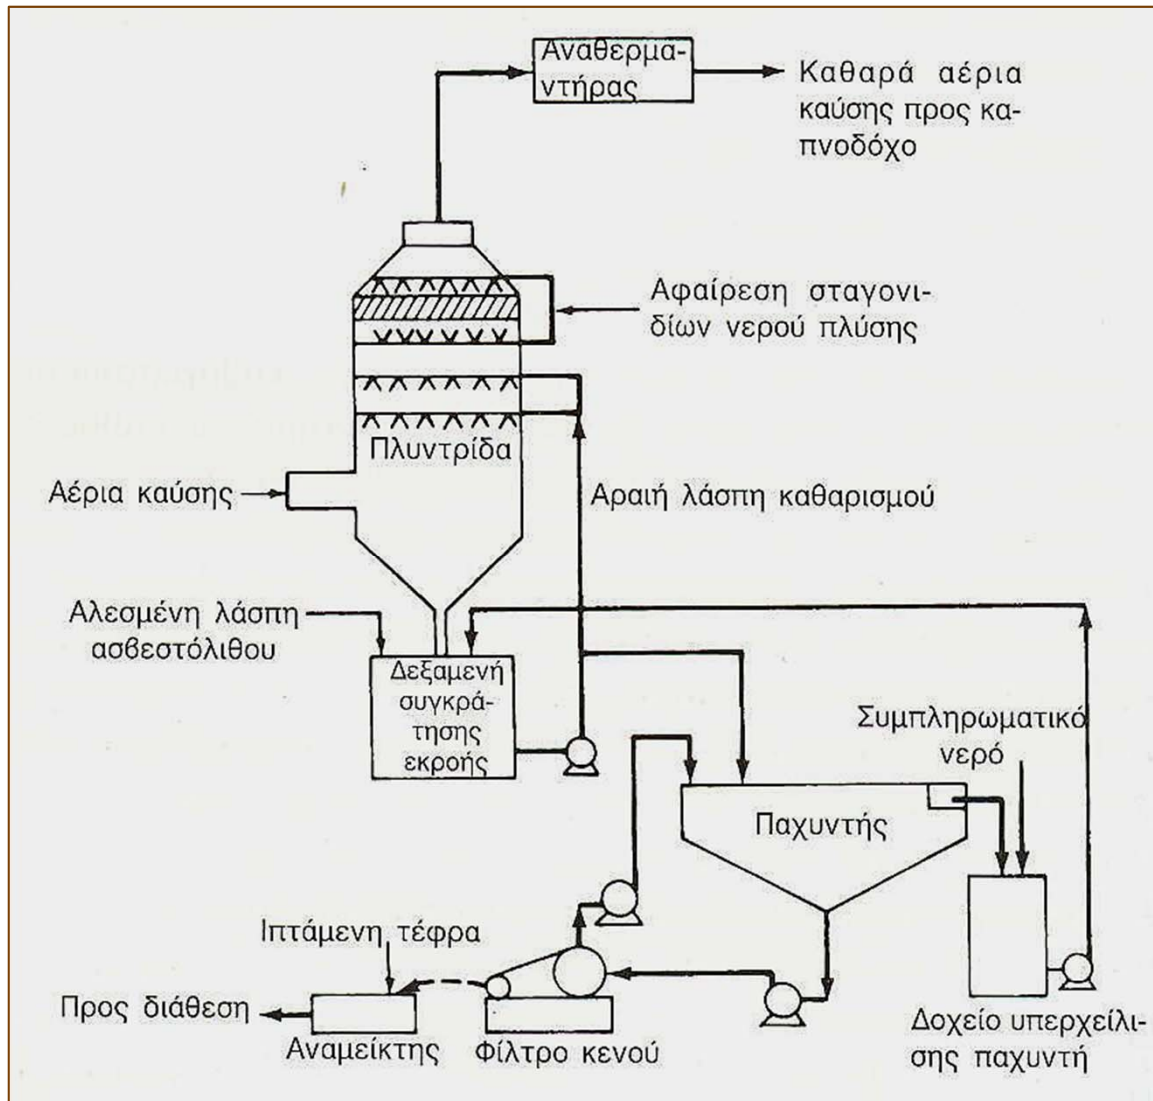 Αναθερμα-
ντήρας
Καθαρά αέρια
καύσης προς κα-
πνοδόχο
Αφαίρεση σταγονι-
δίων νερού πλύσης
Πλυντρίδα
Αέρια καύσης
Αραιή λάσπη καθαρισμού
Αλεσμένη λάσπη
ασβεστόλιθου
Δεξαμενή
συγκρά-
τησης
εκροής
Συμπληρωματικό
νερό
Παχυντής
Ιπτάμενη τέφρα
Προς διάθεση
Αναμείκτης
Φίλτρο κενού
Δοχείο υπερχείλι-
σης παχυντή